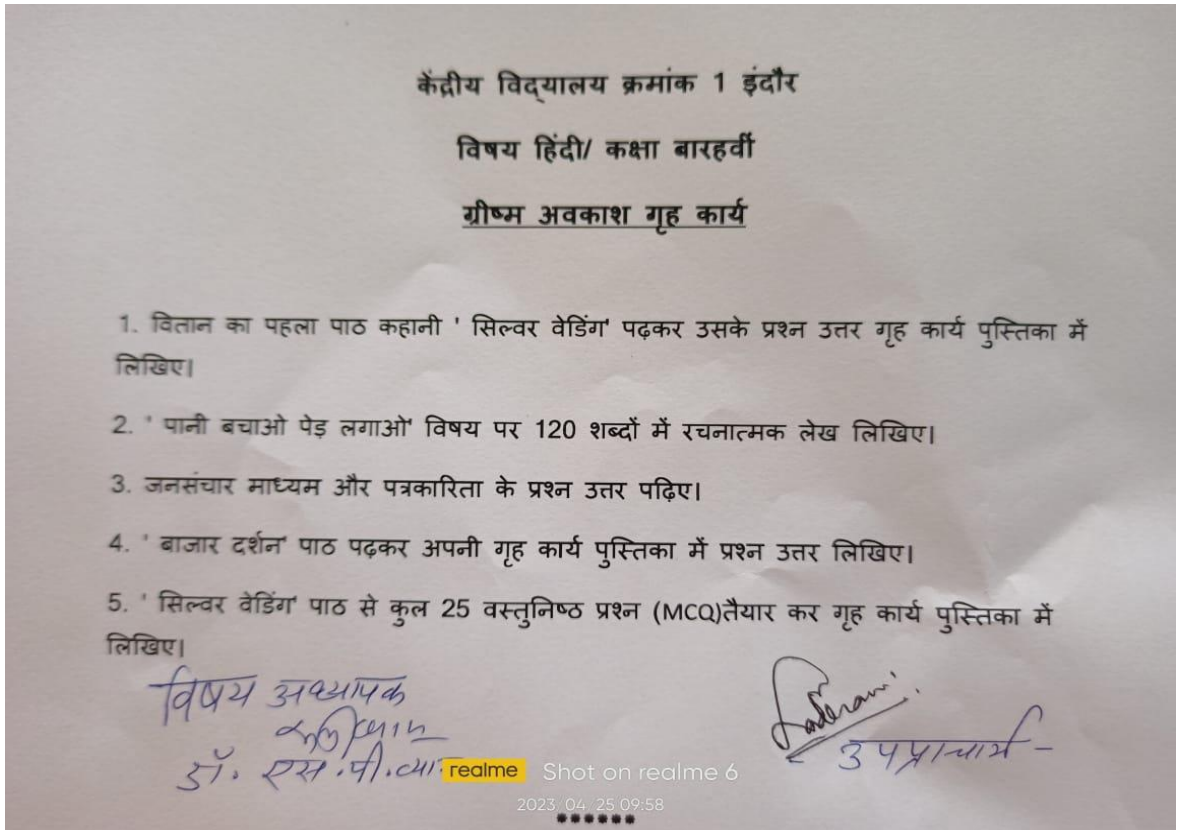 केंद्रीय विद्यालय क्रमांक 1 इंदौर
विषय हिंदी/ कक्षा बारहवीं
ग्रीष्म अवकाश गृह कार्य
1. वितान का पहला पाठ कहानी ' सिल्वर वेडिंग' पढ़कर उसके प्रश्न उत्तर गृह कार्य पुस्तिका में
लिखिए।
2. ' पानी बचाओ पेड़ लगाओ' विषय पर 120 शब्दों में रचनात्मक लेख लिखिए।
3. जनसंचार माध्यम और पत्रकारिता के प्रश्न उत्तर पढ़िए।
4. ' बाजार दर्शन' पाठ पढ़कर अपनी गृह कार्य पुस्तिका में प्रश्न उत्तर लिखिए।
5. ' सिल्वर वेडिंग' पाठ से कुल 25 वस्तुनिष्ठ प्रश्न (MCQ)तैयार कर गृह कार्य पुस्तिका में
लिखिए।
विषय अध्यापक
डॉ. एस.पी.
उपप्राचार्य -
realme Shot on realme 6
2023/04/25 09:58